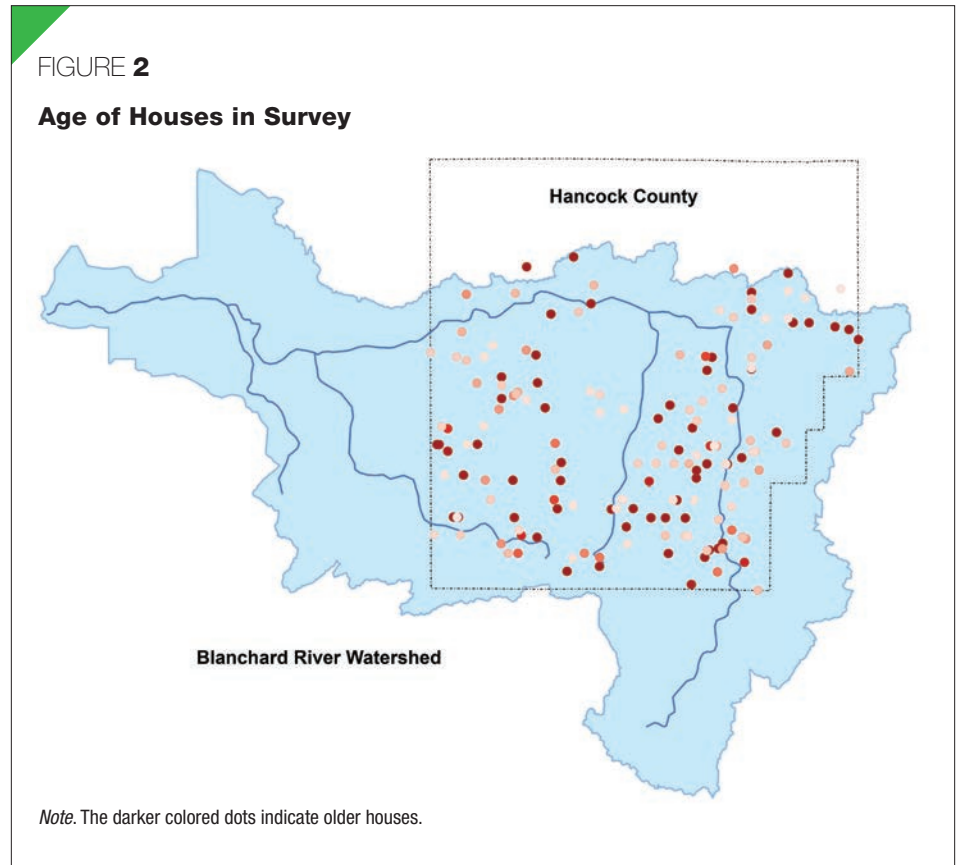 FIGURE 2
Age of Houses in Survey
Hancock County
Blanchard River Watershed
Note. The darker colored dots indicate older houses.